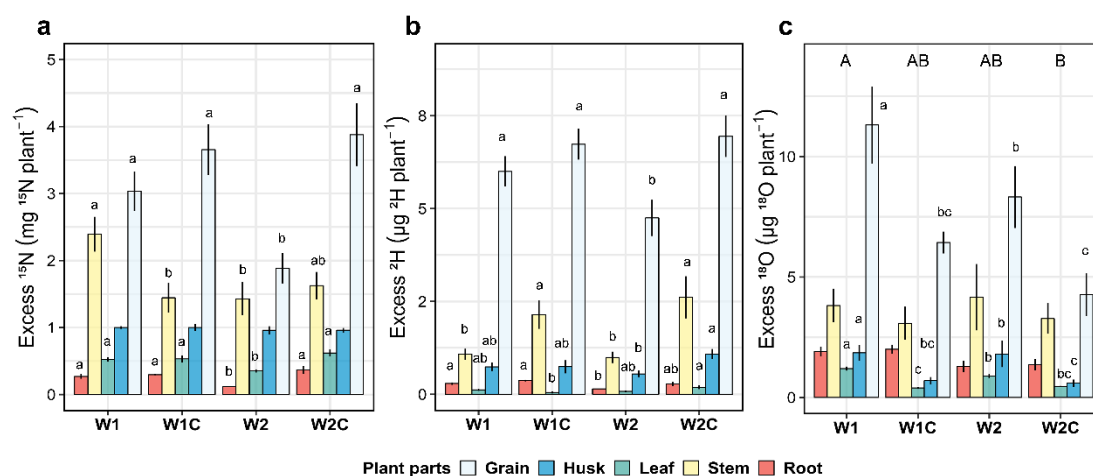 a
Excess ¹⁵N (mg ¹⁵N plant⁻¹)
5
4
3
2
1
0
a a a a
a b a a
b b b b
a ab a a
W1 W1C W2 W2C
b
Excess ²H (µg ²H plant⁻¹)
8
5
2
0
a b ab ab a
a a b ab a
b b ab b b
ab a a a a
W1 W1C W2 W2C
c
Excess ¹⁸O (µg ¹⁸O plant⁻¹)
10
5
0
A AB AB B
a a a
c bc bc
b ab b
bc c c
W1 W1C W2 W2C
Plant parts Grain Husk Leaf Stem Root